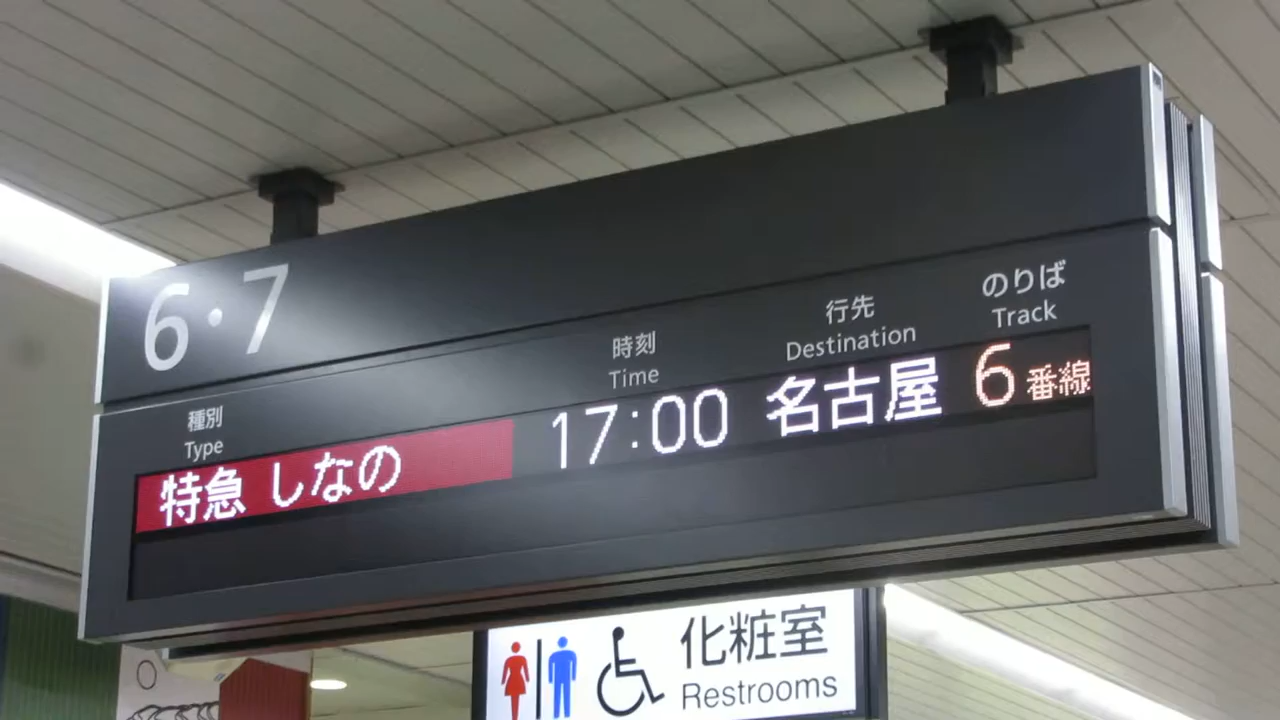 6・7
種別 時刻 行先 のりば
Type Time Destination Track
特急 しなの 17:00 名古屋 6番線
化粧室
Restrooms